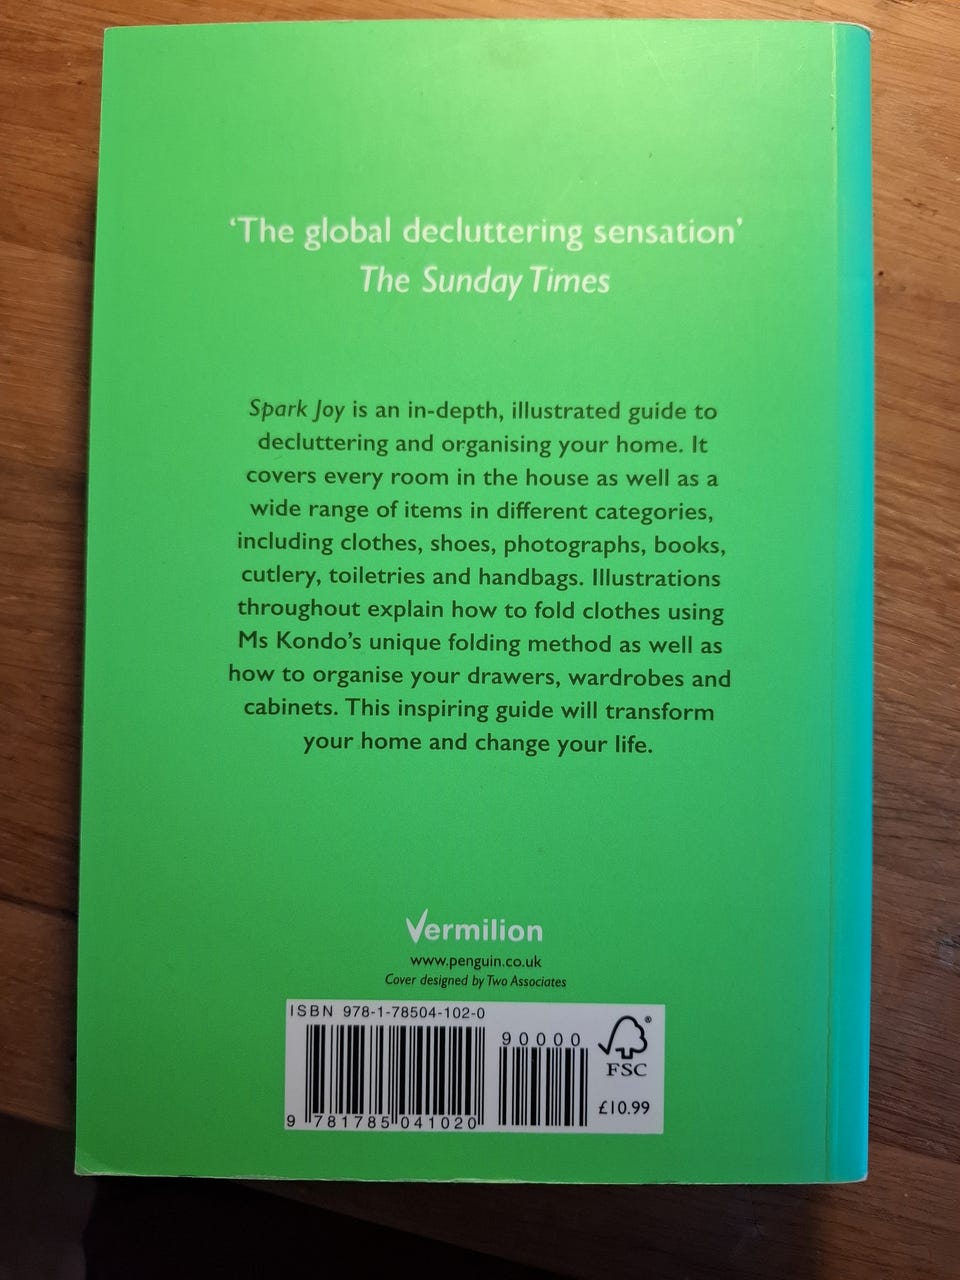 ‘The global decluttering sensation’
The Sunday Times
Spark Joy is an in-depth, illustrated guide to
decluttering and organising your home. It
covers every room in the house as well as a
wide range of items in different categories,
including clothes, shoes, photographs, books,
cutlery, toiletries and handbags. Illustrations
throughout explain how to fold clothes using
Ms Kondo’s unique folding method as well as
how to organise your drawers, wardrobes and
cabinets. This inspiring guide will transform
your home and change your life.
Vermilion
www.penguin.co.uk
Cover designed by Two Associates
ISBN 978-1-78504-102-0
90000
®
FSC
£10.99
9 781785 041020